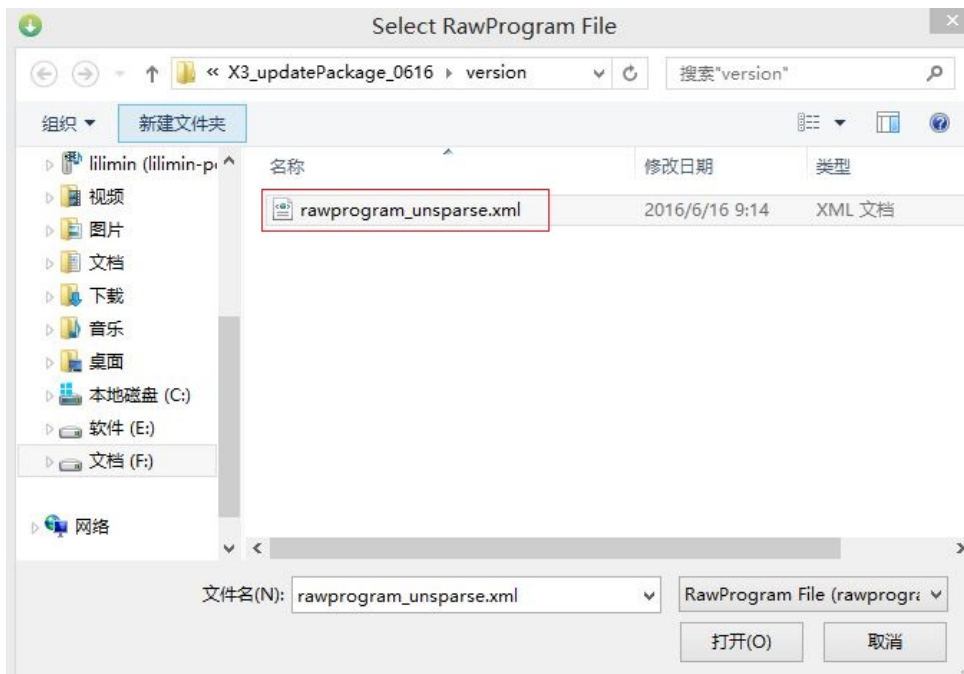 Select RawProgram File
« X3_updatePackage_0616 version 搜索"version"
组织 新建文件夹
lilimin (lilimin-p
名称 修改日期 类型
视频
rawprogram_unsparse.xml 2016/6/16 9:14 XML 文档
图片
文档
下载
音乐
桌面
本地磁盘 (C:)
软件 (E:)
文档 (F:)
网络
文件名(N): rawprogram_unsparse.xml RawProgram File (rawprogra
打开(O) 取消